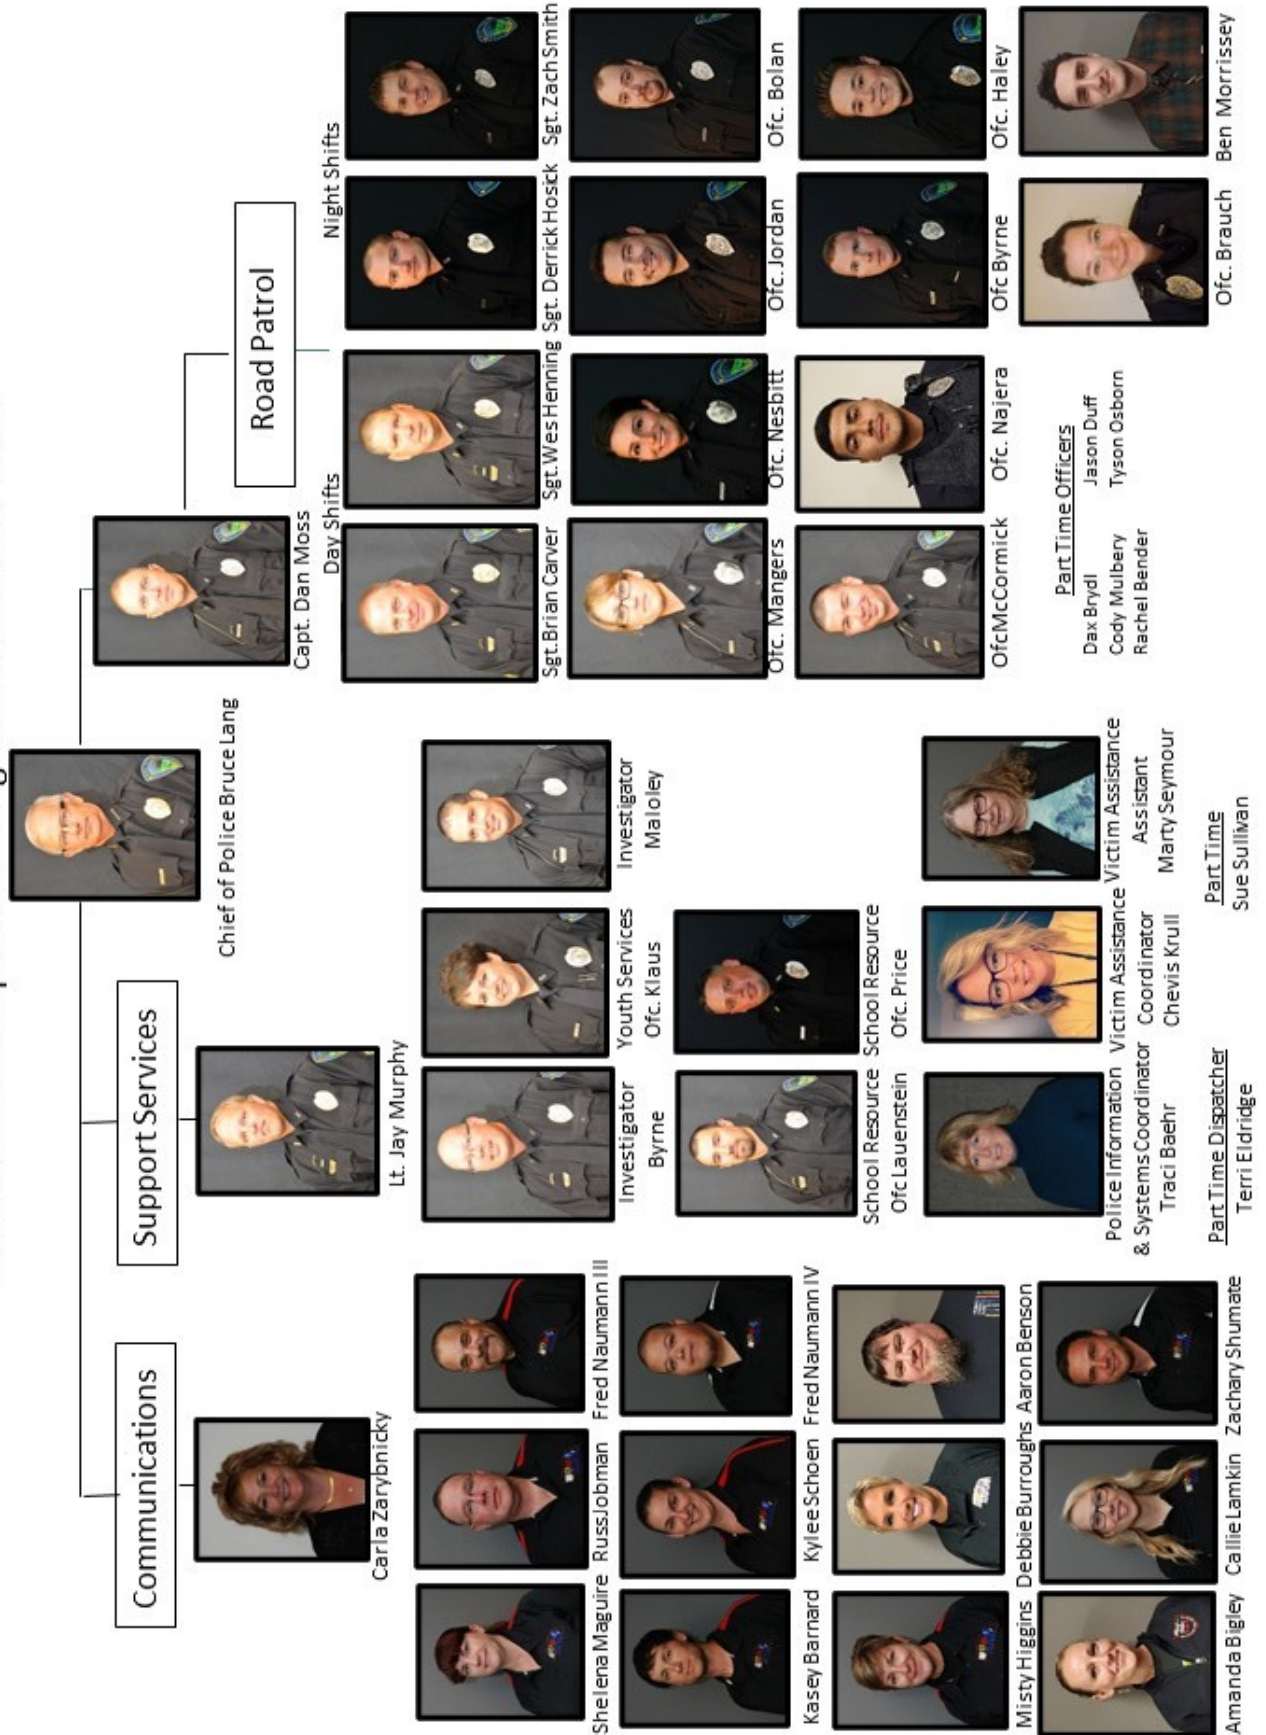 Chief of Police Bruce Lang
Communications
Support Services
Capt. Dan Moss
Road Patrol
Carla Zarybnicky
Lt. Jay Murphy
Day Shifts
Night Shifts
Shelena Maguire
Russ Jobman
Fred Naumann III
Investigator
Byrne
Youth Services
Ofc. Klaus
Investigator
Maloley
Sgt.Brian Carver
Sgt.Wes Henning
Sgt. Derrick Hosick
Sgt. Zach Smith
Kasey Barnard
Kylee Schoen
Fred Naumann IV
School Resource
Ofc Lauenstein
School Resource
Ofc. Price
Ofc. Mangers
Ofc. Nesbitt
Ofc. Jordan
Ofc. Bolan
Misty Higgins
Debbie Burroughs
Aaron Benson
Police Information
& Systems Coordinator
Traci Baehr
Victim Assistance
Coordinator
Chevis Krull
Victim Assistance
Assistant
Marty Seymour
Ofc McCormick
Ofc. Najera
Ofc Byrne
Ofc. Haley
Amanda Bigley
Callie Lamkin
Zachary Shumate
Part Time Dispatcher
Terri Eldridge
Part Time
Sue Sullivan
Part Time Officers
Dax Brydl
Jason Duff
Cody Mulbery
Tyson Osborn
Rachel Bender
Ofc. Brauch
Ben Morrissey